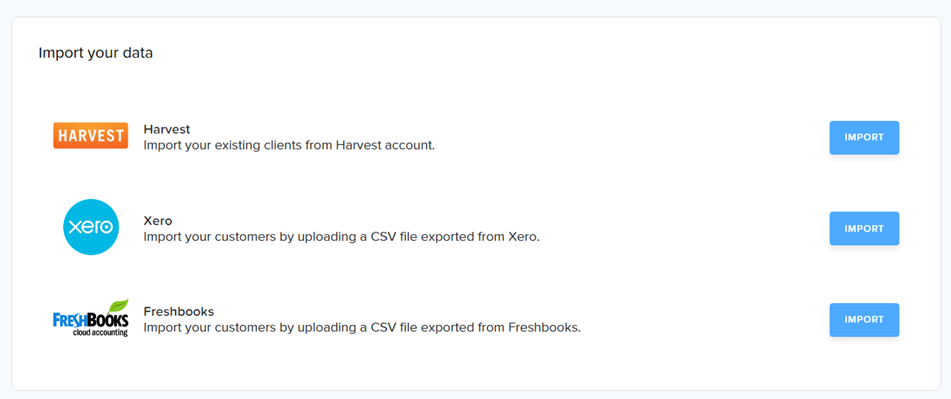 Import your data
HARVEST
Harvest
Import your existing clients from Harvest account.
IMPORT
xero
Xero
Import your customers by uploading a CSV file exported from Xero.
IMPORT
FRESHBOOKS
cloud accounting
Freshbooks
Import your customers by uploading a CSV file exported from Freshbooks.
IMPORT